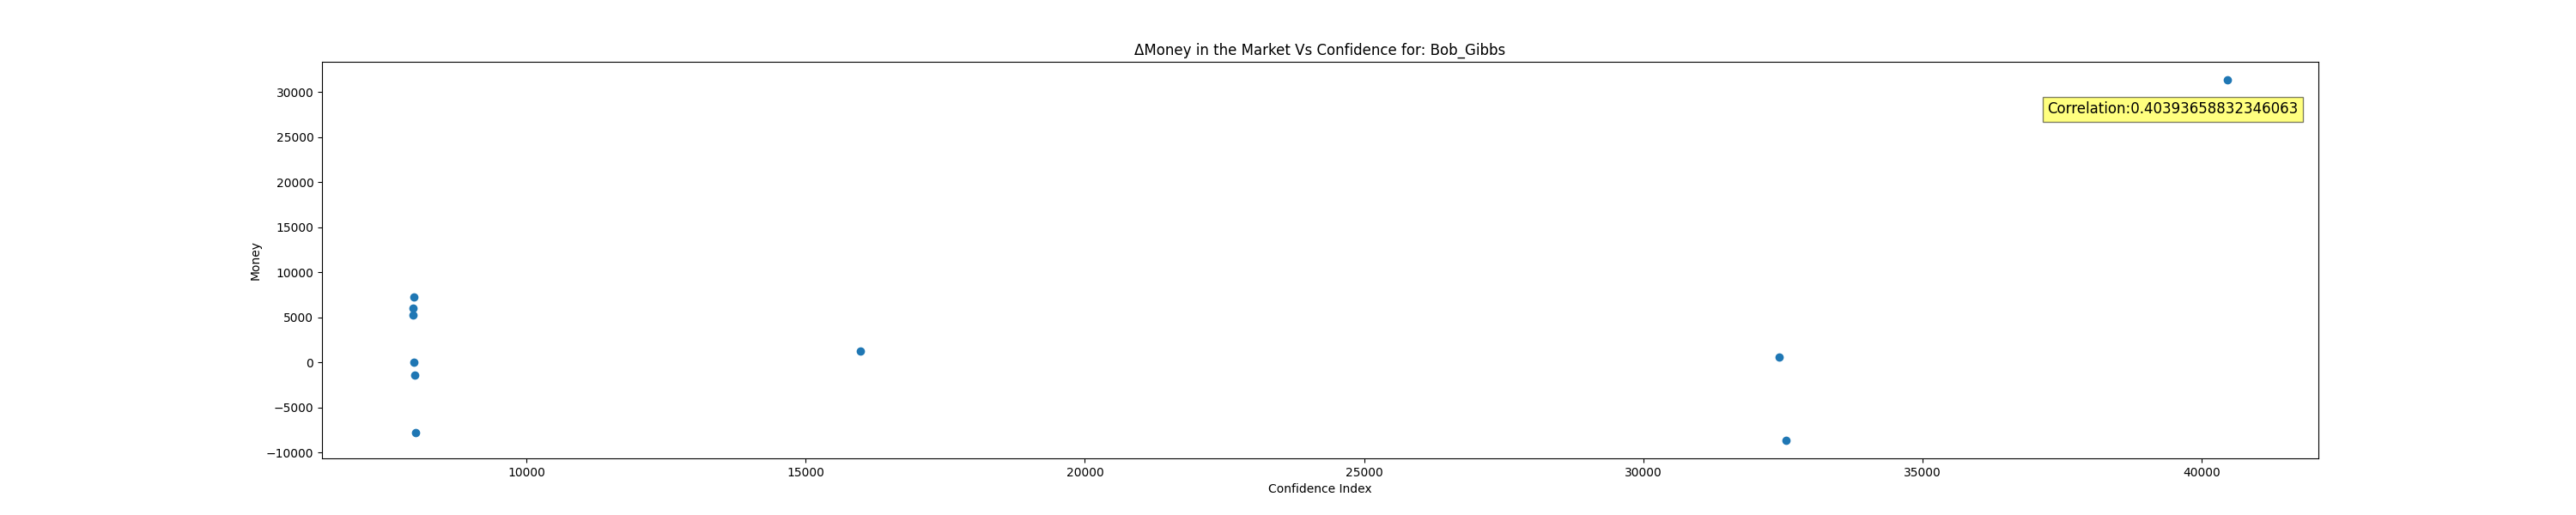 ΔMoney in the Market Vs Confidence for: Bob_Gibbs
30000
Correlation:0.40393658832346063
25000
20000
15000
Money
10000
5000
0
−5000
−10000
10000 15000 20000 25000 30000 35000 40000
Confidence Index